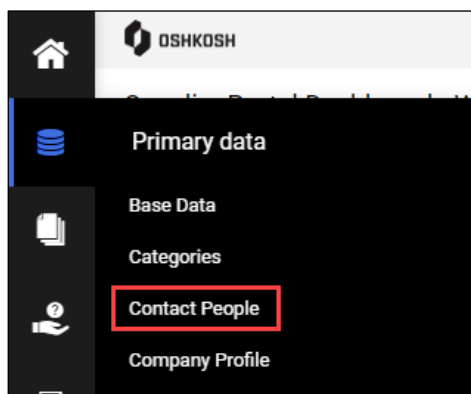 OSHKOSH
Primary data
Base Data
Categories
Contact People
Company Profile